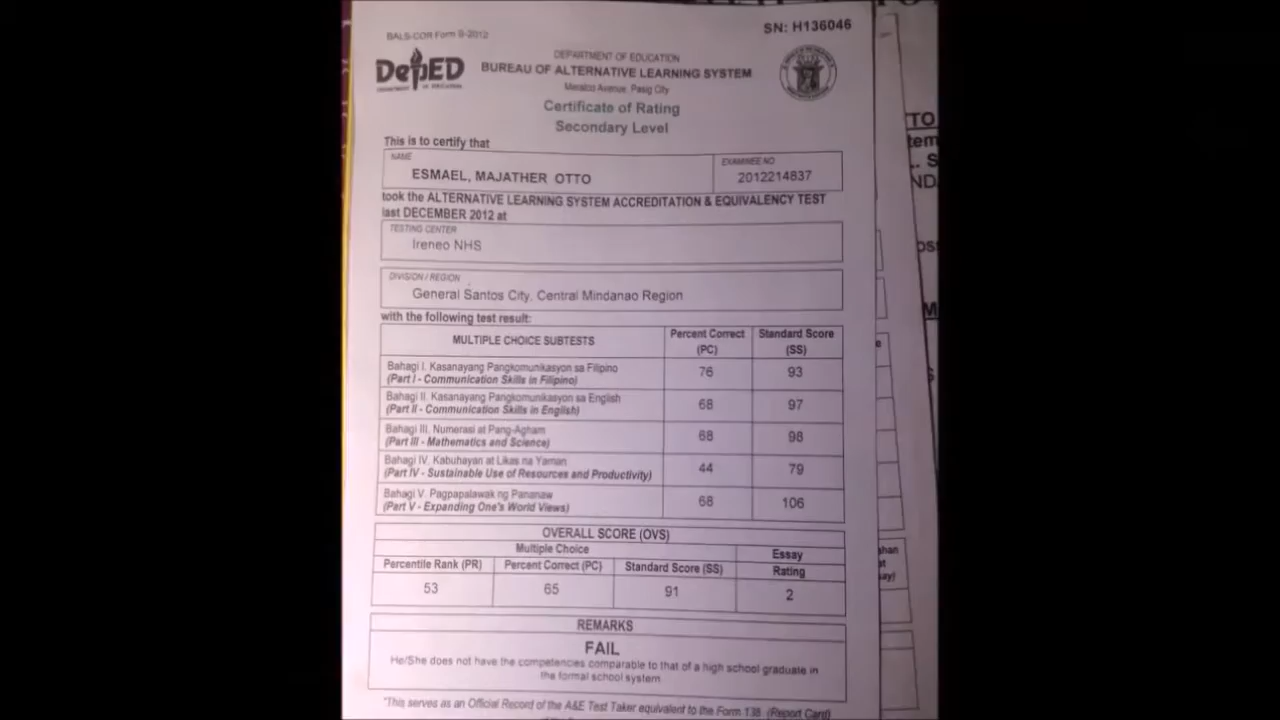 SN: H136046
BALS-COR Form B-2012
DepED
DEPARTMENT OF EDUCATION
DEPARTMENT OF EDUCATION
BUREAU OF ALTERNATIVE LEARNING SYSTEM
Meralco Avenue, Pasig City
Certificate of Rating
Secondary Level
This is to certify that
NAME
ESMAEL, MAJATHER OTTO
EXAMINEE NO
2012214837
took the ALTERNATIVE LEARNING SYSTEM ACCREDITATION & EQUIVALENCY TEST
last DECEMBER 2012 at
TESTING CENTER
Ireneo NHS
DIVISION / REGION
General Santos City, Central Mindanao Region
with the following test result:
MULTIPLE CHOICE SUBTESTS
Percent Correct
(PC)
Standard Score
(SS)
Bahagi I. Kasanayang Pangkomunikasyon sa Filipino
(Part I - Communication Skills in Filipino)
76
93
Bahagi II. Kasanayang Pangkomunikasyon sa English
(Part II - Communication Skills in English)
68
97
Bahagi III. Numerasi at Pang-Agham
(Part III - Mathematics and Science)
68
98
Bahagi IV. Kabuhayan at Likas na Yaman
(Part IV - Sustainable Use of Resources and Productivity)
44
79
Bahagi V. Pagpapalawak ng Pananaw
(Part V - Expanding One's World Views)
68
106
OVERALL SCORE (OVS)
Multiple Choice
Essay
Percentile Rank (PR)
Percent Correct (PC)
Standard Score (SS)
Rating
53
65
91
2
REMARKS
FAIL
He/She does not have the competencies comparable to that of a high school graduate in
the formal school system
"This serves as an Official Record of the A&E Test Taker equivalent to the Form 138. (Report Card)